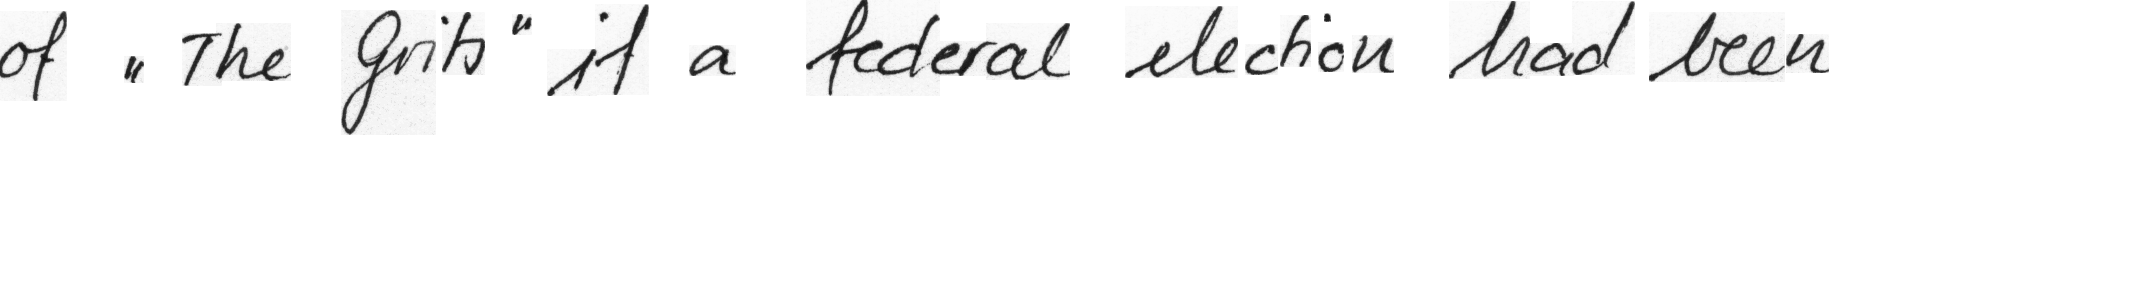 of „The Grits" if a federal election had been